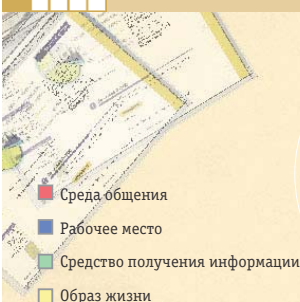 Среда общения
Рабочее место
Средство получения информации
Образ жизни